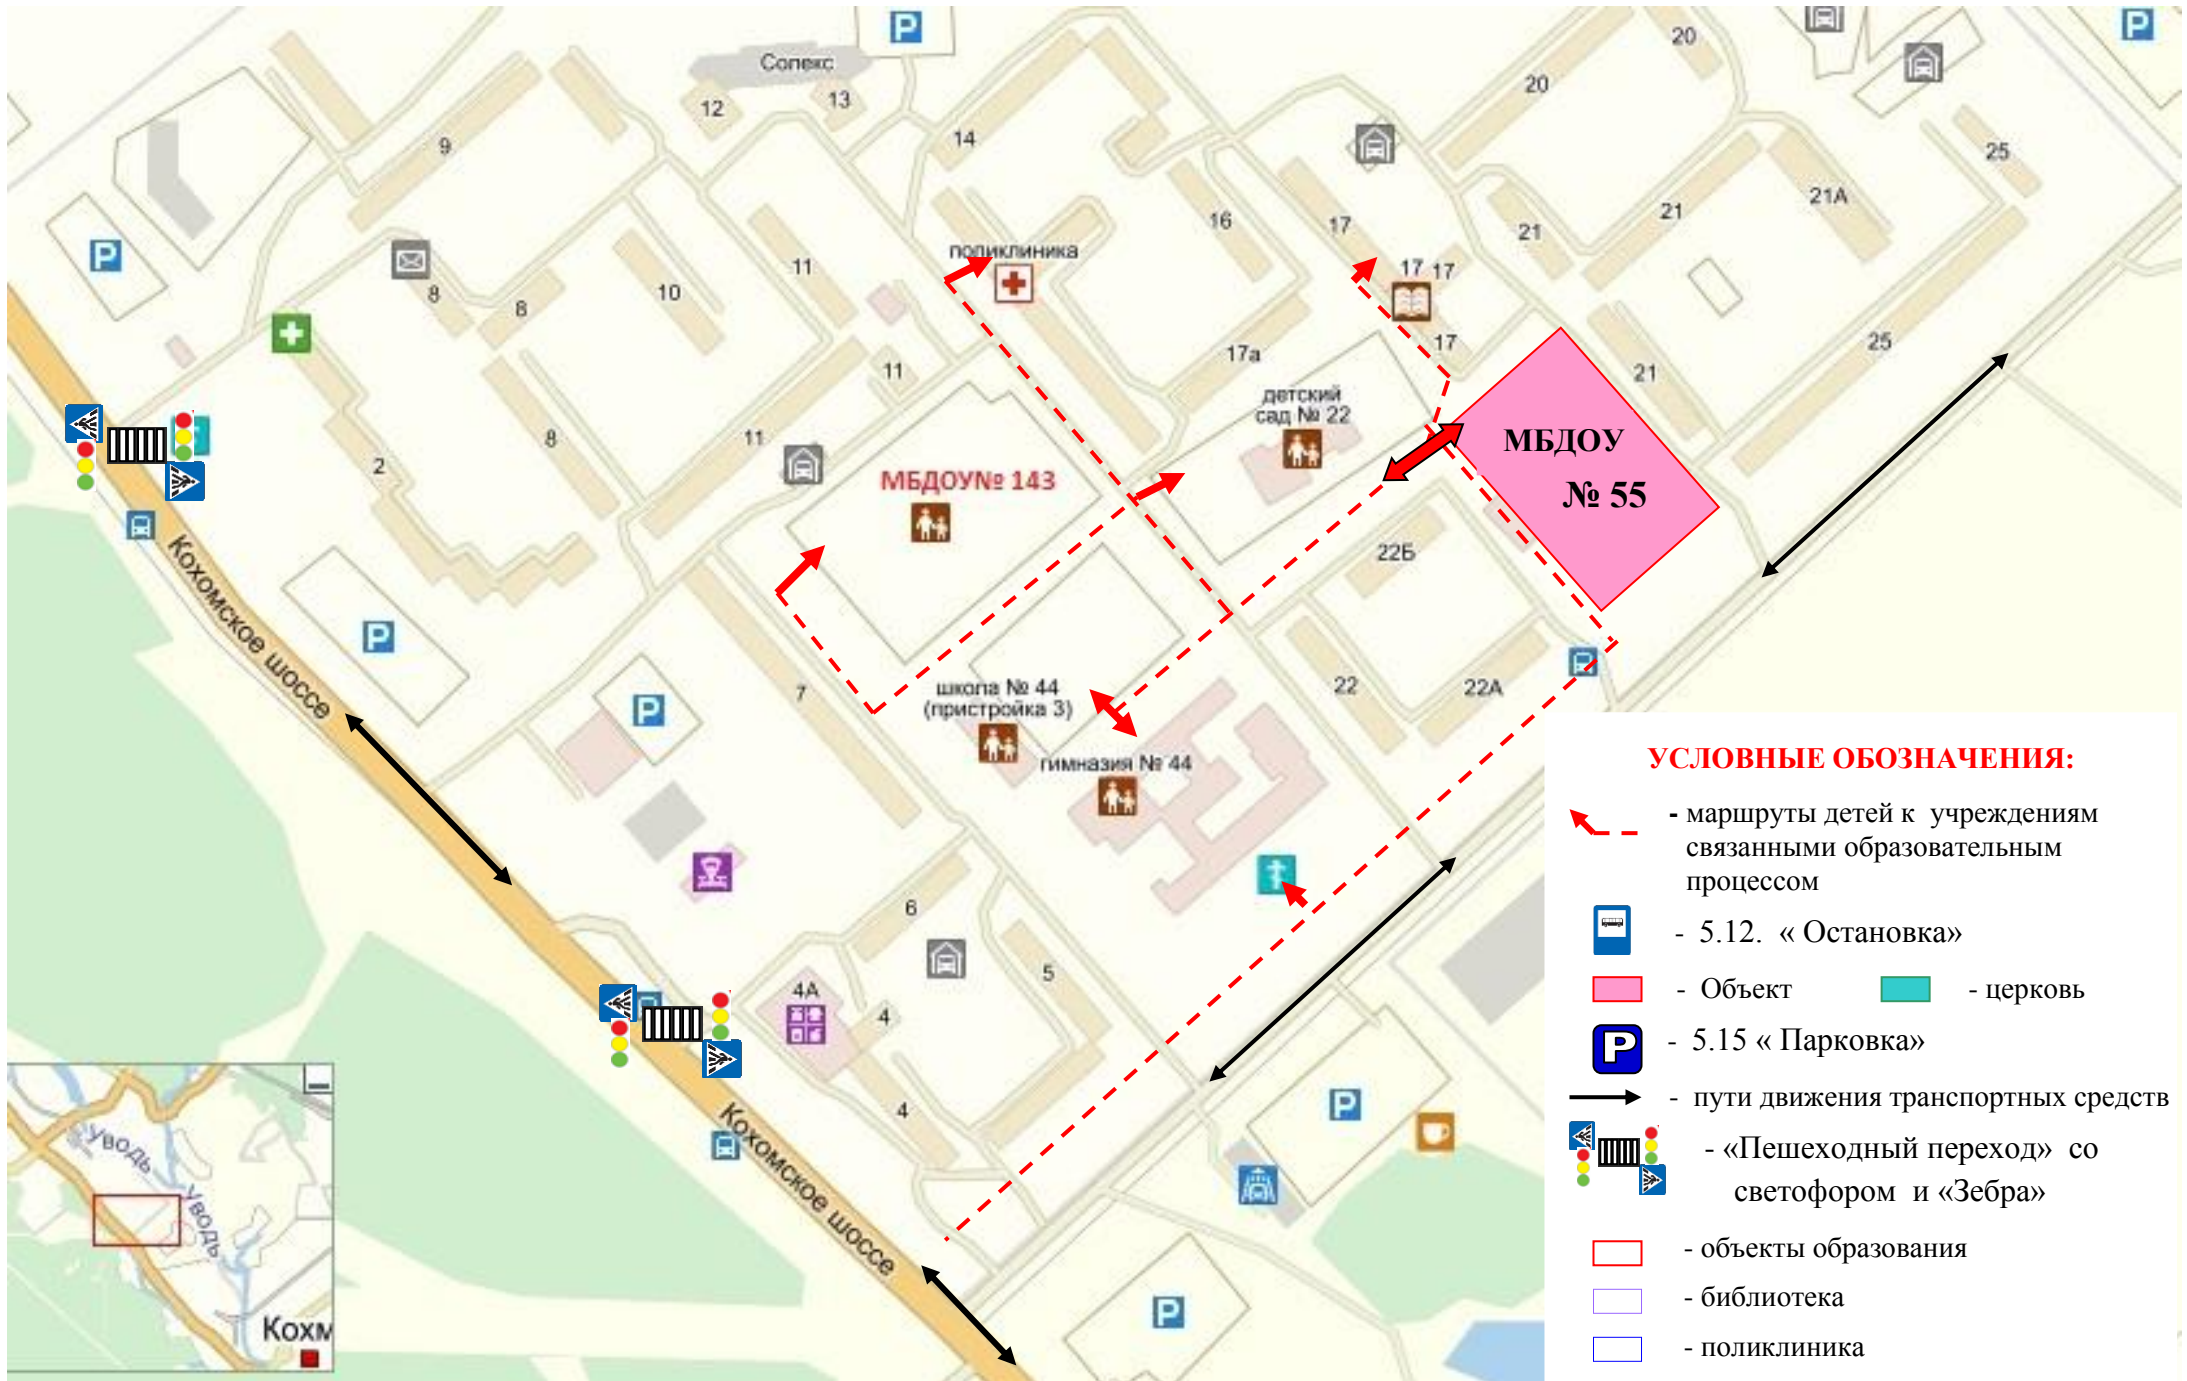 P
P
20
Сопекс
20
12
13
14
9
25
16
17
21
21
21А
поликлиника
P
11
17 17
8
8
10
17
17а
25
11
21
детский
сад № 22
МБДОУ
8
11
2
МБДОУ№ 143
№ 55
22Б
Кохомское шоссе
P
школа № 44
(пристройка 3)
7
22
22А
P
гимназия № 44
6
5
4А
4
4
P
Кохомское шоссе
P
Уводь
Уводь
Кохм
УСЛОВНЫЕ ОБОЗНАЧЕНИЯ:
- маршруты детей к учреждениям
связанными образовательным
процессом
- 5.12. « Остановка»
- Объект
- церковь
P
- 5.15 « Парковка»
- пути движения транспортных средств
- «Пешеходный переход» со
светофором и «Зебра»
- объекты образования
- библиотека
- поликлиника